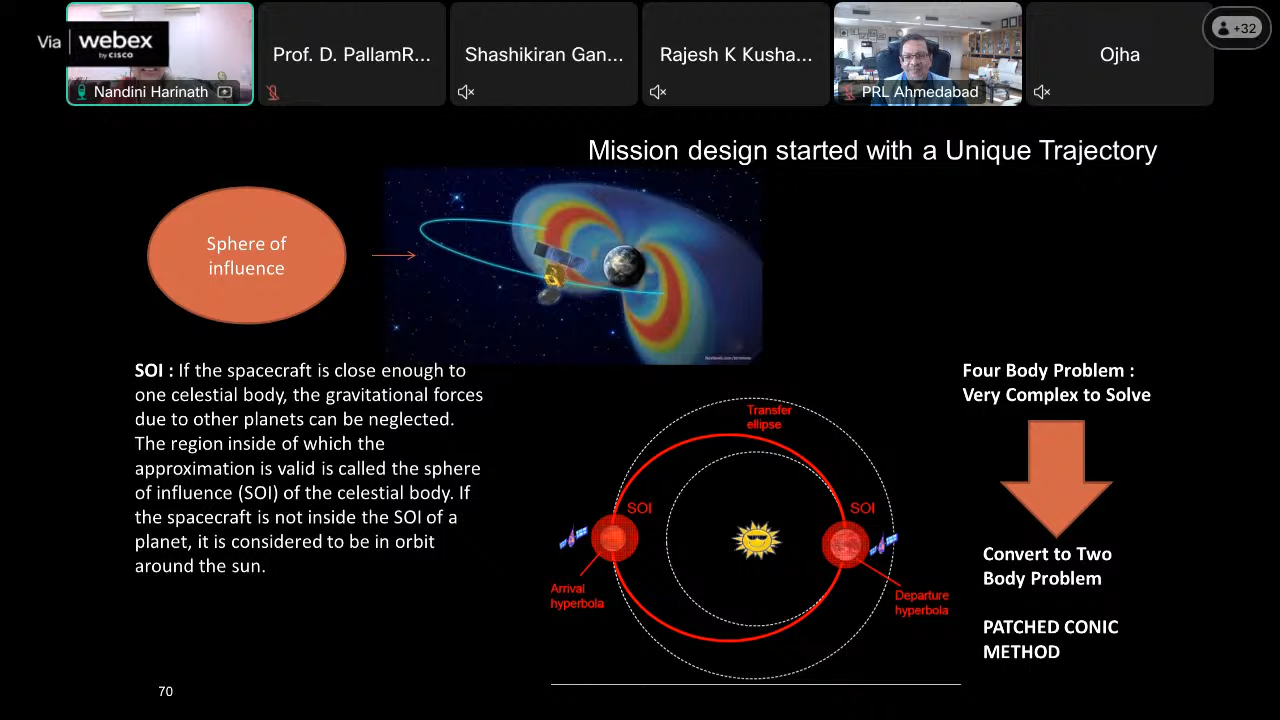 Via webex
by CISCO
Nandini Harinath
Prof. D. PallamR...
Shashikiran Gan...
Rajesh K Kusha...
PRL Ahmedabad
Ojha
+32
Mission design started with a Unique Trajectory
Sphere of
influence
SOI : If the spacecraft is close enough to
one celestial body, the gravitational forces
due to other planets can be neglected.
The region inside of which the
approximation is valid is called the sphere
of influence (SOI) of the celestial body. If
the spacecraft is not inside the SOI of a
planet, it is considered to be in orbit
around the sun.
Transfer
ellipse
SOI
SOI
Arrival
hyperbola
Departure
hyperbola
Four Body Problem :
Very Complex to Solve
Convert to Two
Body Problem
PATCHED CONIC
METHOD
70